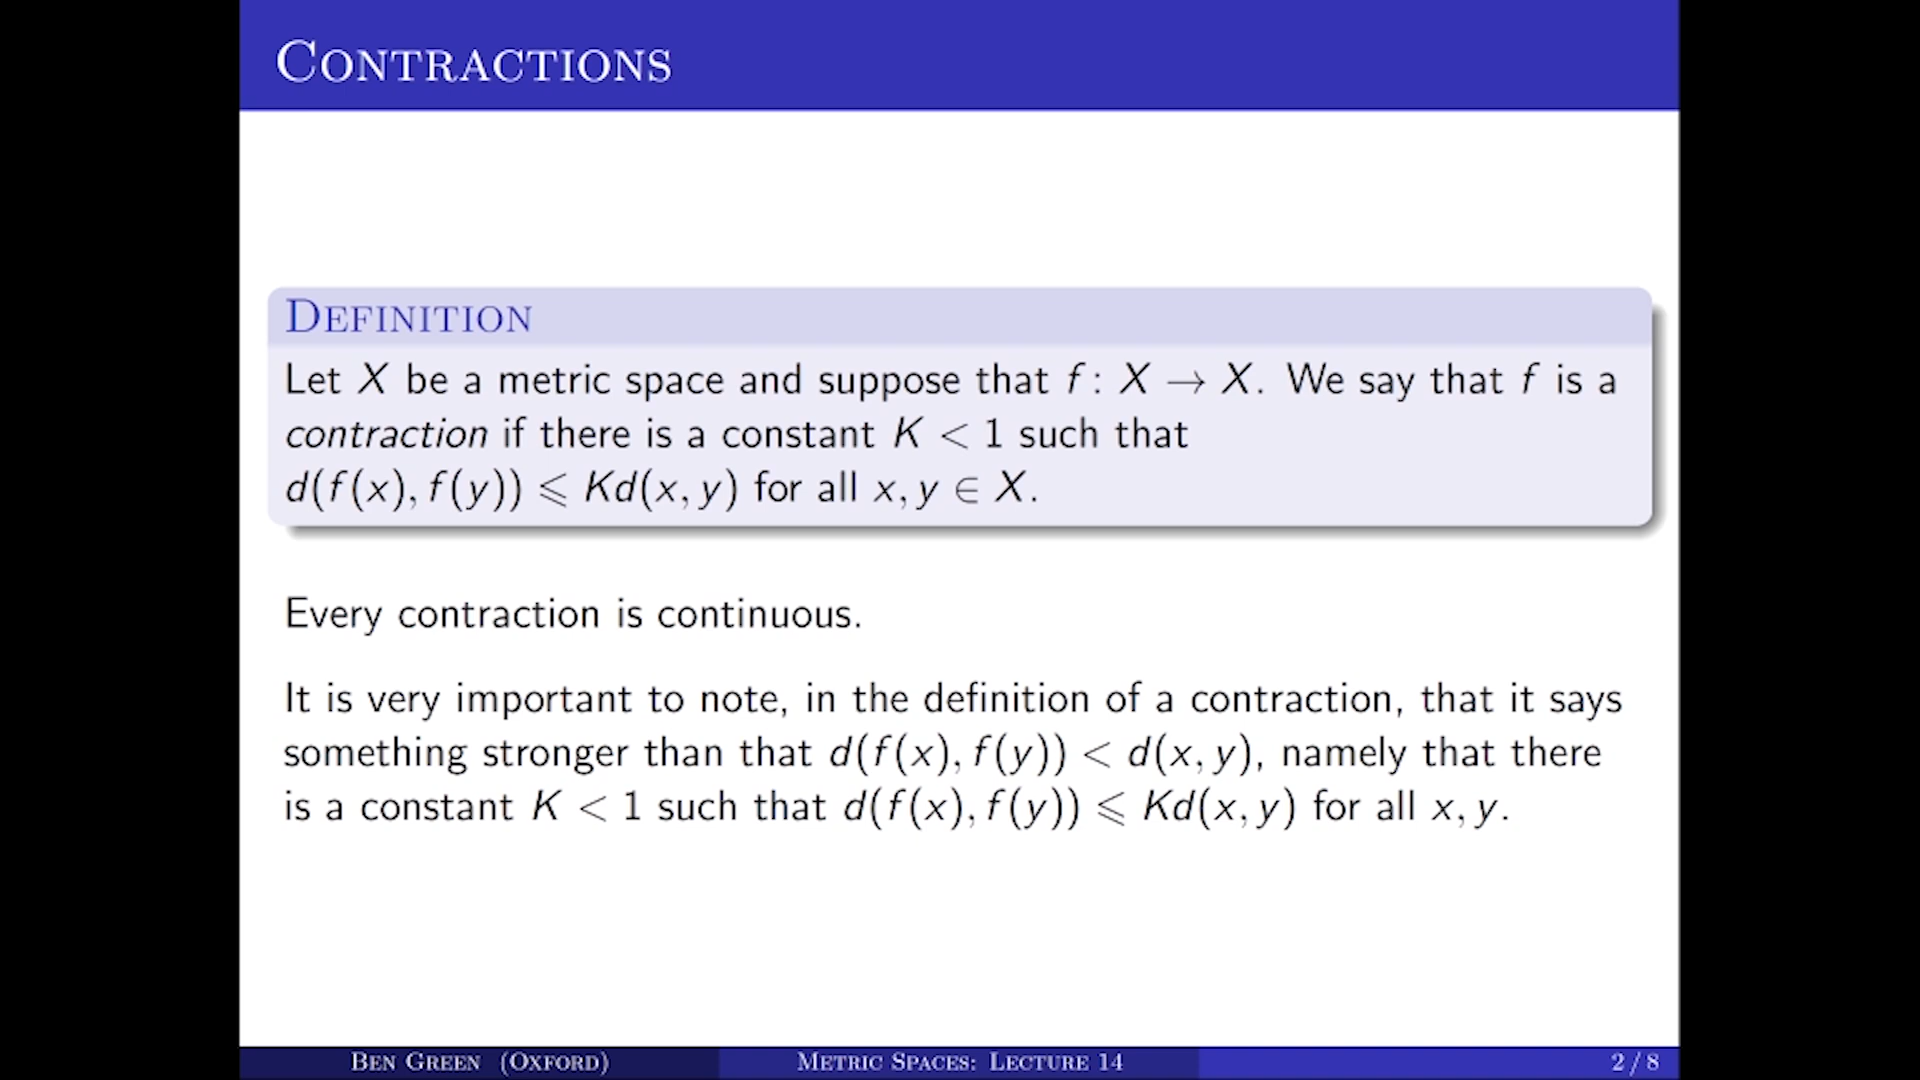 Contractions
Definition
Let X be a metric space and suppose that f : X → X. We say that f is a
contraction if there is a constant K < 1 such that
d(f(x), f(y)) ⩽ Kd(x, y) for all x, y ∈ X.
Every contraction is continuous.
It is very important to note, in the definition of a contraction, that it says
something stronger than that d(f(x), f(y)) < d(x, y), namely that there
is a constant K < 1 such that d(f(x), f(y)) ⩽ Kd(x, y) for all x, y.
Ben Green (Oxford) Metric Spaces: Lecture 14 2 / 8